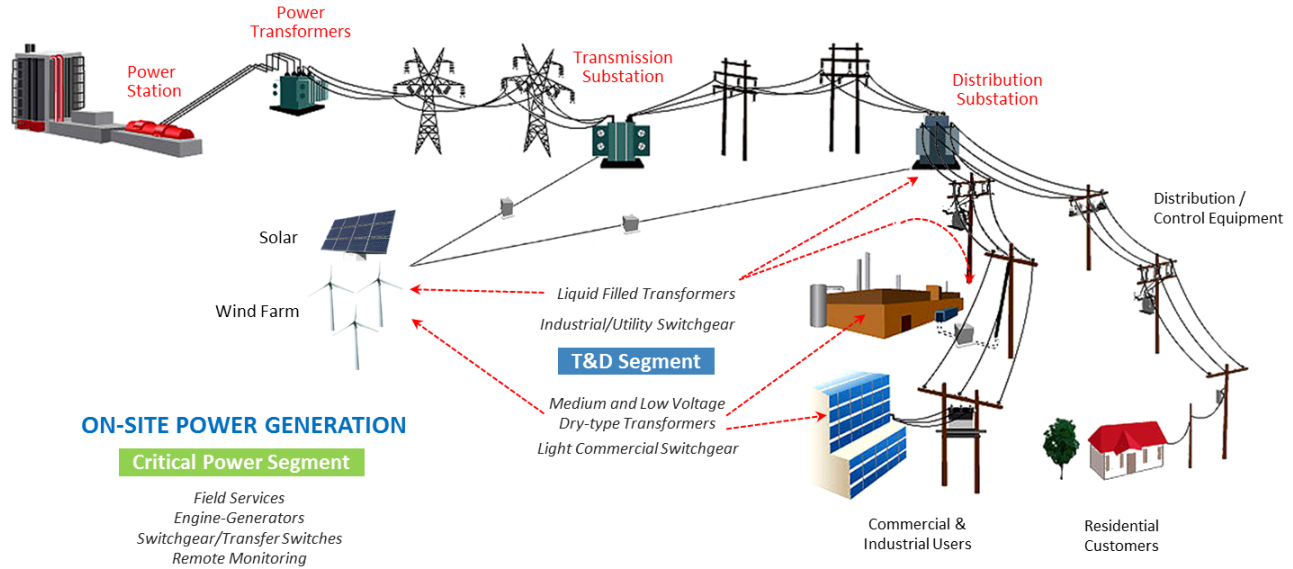 Power
Transformers
Power
Station
Transmission
Substation
Distribution
Substation
Distribution /
Control Equipment
Solar
Wind Farm
Liquid Filled Transformers
Industrial/Utility Switchgear
T&D Segment
Medium and Low Voltage
Dry-type Transformers
Light Commercial Switchgear
ON-SITE POWER GENERATION
Critical Power Segment
Field Services
Engine-Generators
Switchgear/Transfer Switches
Remote Monitoring
Commercial &
Industrial Users
Residential
Customers